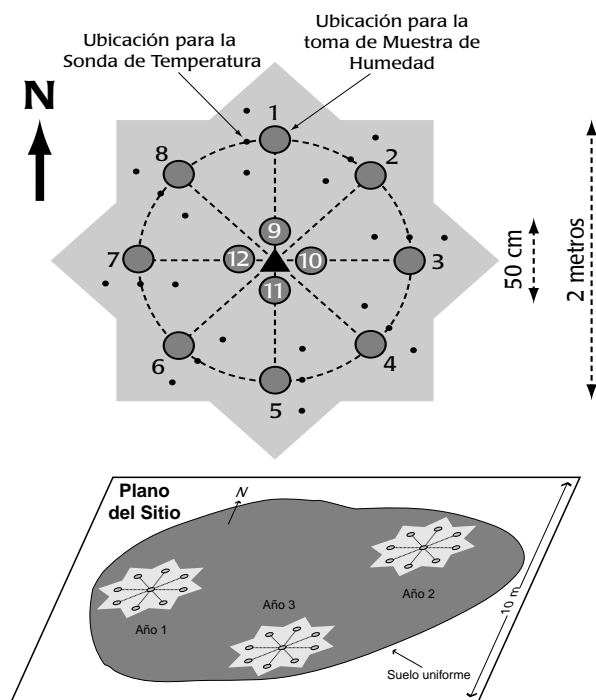 Ubicación para la
Sonda de Temperatura
Ubicación para la
toma de Muestra de
Humedad
N
1
2
3
4
5
6
7
8
9
10
11
12
50 cm
2 metros
Plano
del Sitio
N
Año 1
Año 2
Año 3
10 m
Suelo uniforme